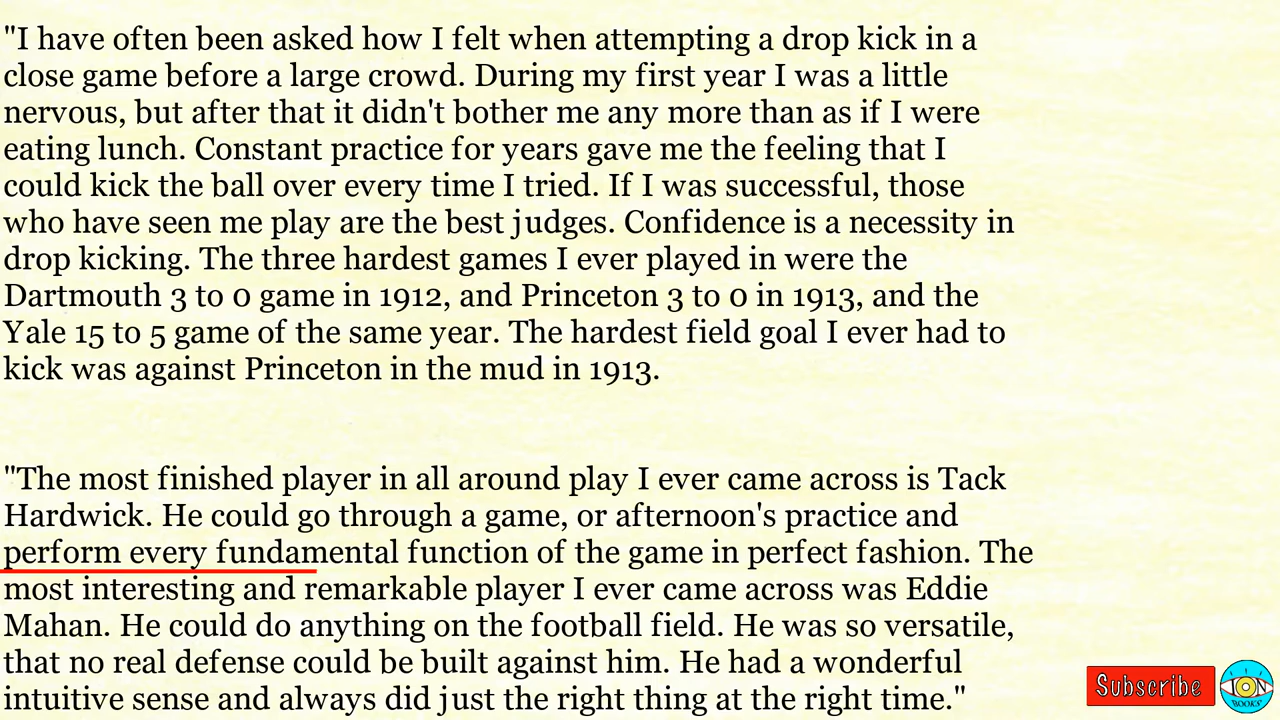 "I have often been asked how I felt when attempting a drop kick in a
close game before a large crowd. During my first year I was a little
nervous, but after that it didn't bother me any more than as if I were
eating lunch. Constant practice for years gave me the feeling that I
could kick the ball over every time I tried. If I was successful, those
who have seen me play are the best judges. Confidence is a necessity in
drop kicking. The three hardest games I ever played in were the
Dartmouth 3 to 0 game in 1912, and Princeton 3 to 0 in 1913, and the
Yale 15 to 5 game of the same year. The hardest field goal I ever had to
kick was against Princeton in the mud in 1913.
"The most finished player in all around play I ever came across is Tack
Hardwick. He could go through a game, or afternoon's practice and
perform every fundamental function of the game in perfect fashion. The
most interesting and remarkable player I ever came across was Eddie
Mahan. He could do anything on the football field. He was so versatile,
that no real defense could be built against him. He had a wonderful
intuitive sense and always did just the right thing at the right time."
Subscribe
ION
BOOKS